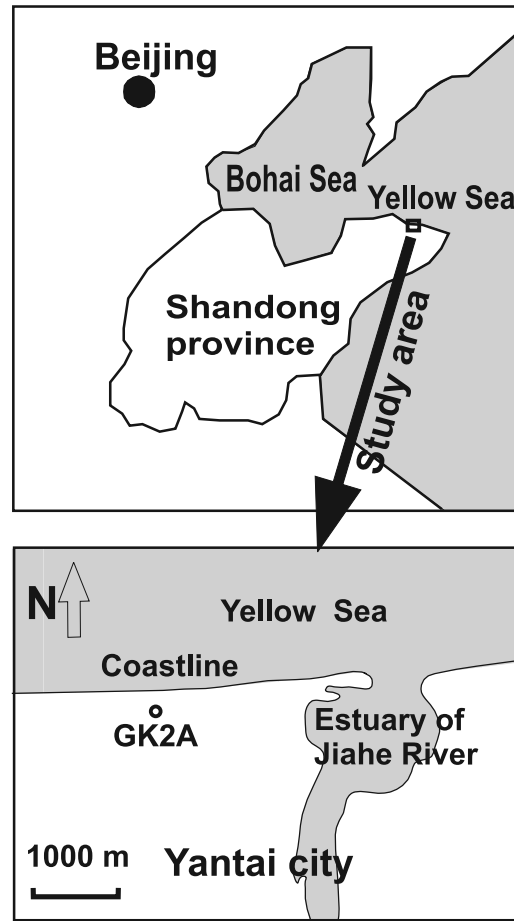 Beijing
Bohai Sea
Yellow Sea
Shandong
province
Study area
N
Yellow Sea
Coastline
GK2A
Estuary of
Jiahe River
1000 m
Yantai city